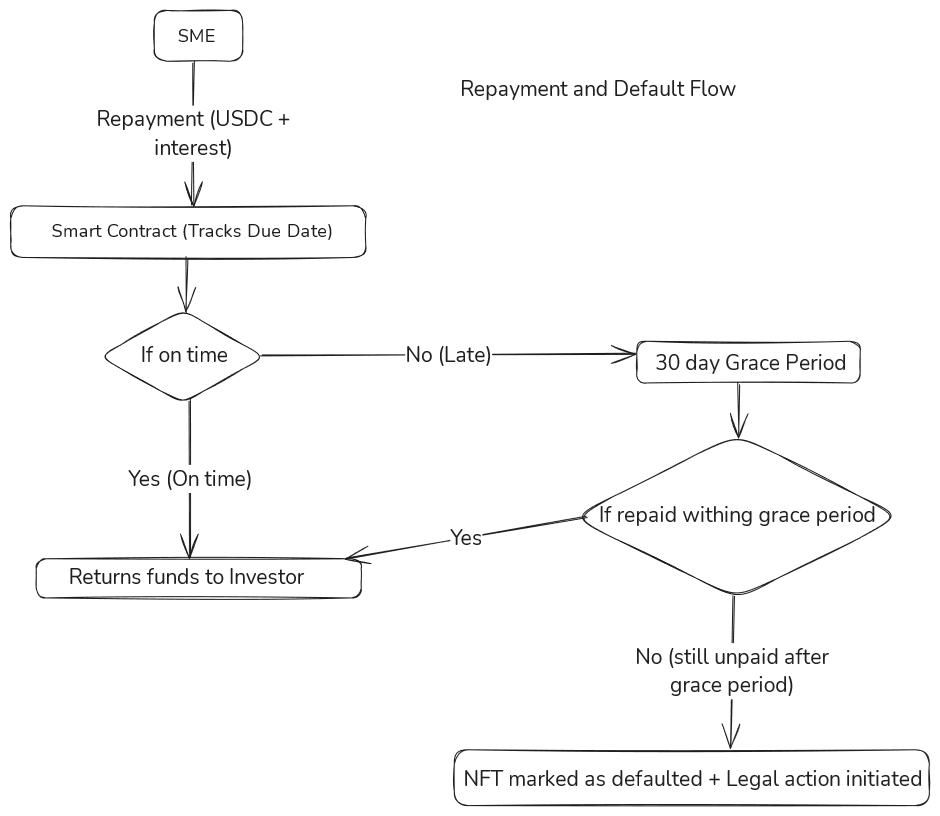 SME
Repayment and Default Flow
Repayment (USDC +
interest)
Smart Contract (Tracks Due Date)
If on time
No (Late)
30 day Grace Period
Yes (On time)
If repaid withing grace period
Yes
Returns funds to Investor
No (still unpaid after
grace period)
NFT marked as defaulted + Legal action initiated